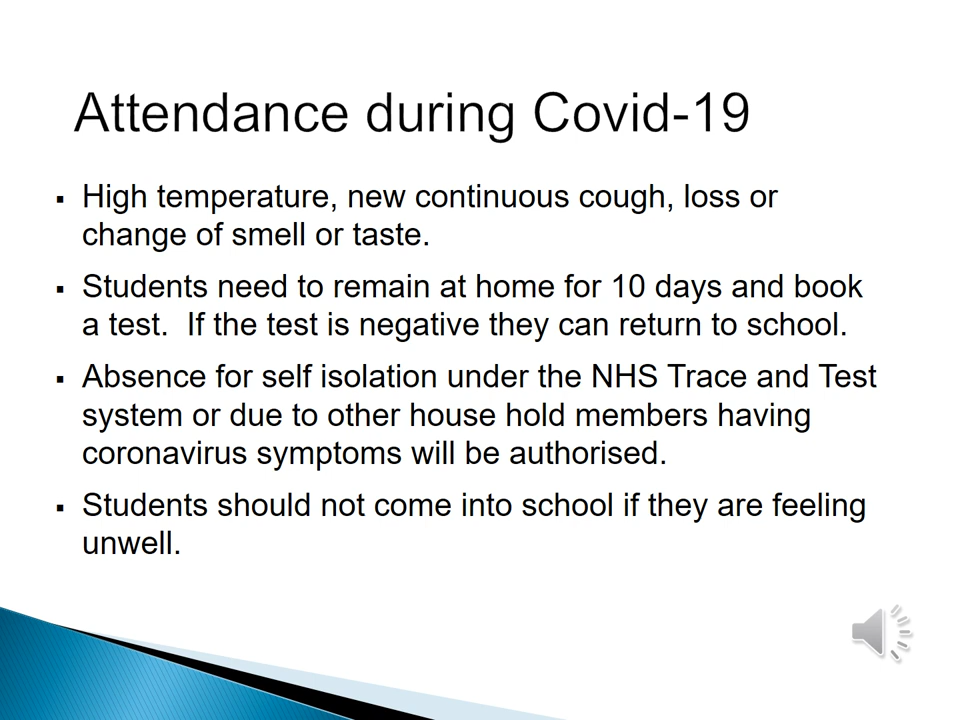 Attendance during Covid-19
▪ High temperature, new continuous cough, loss or
change of smell or taste.
▪ Students need to remain at home for 10 days and book
a test.  If the test is negative they can return to school.
▪ Absence for self isolation under the NHS Trace and Test
system or due to other house hold members having
coronavirus symptoms will be authorised.
▪ Students should not come into school if they are feeling
unwell.